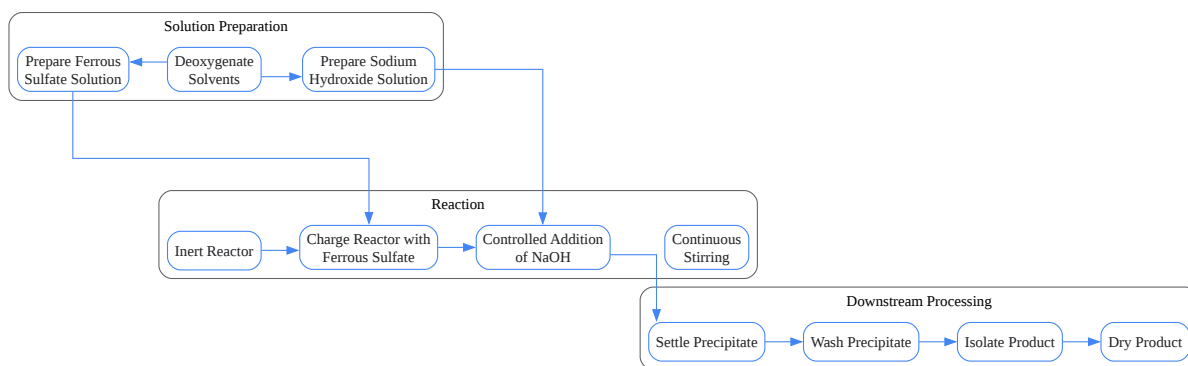 Solution Preparation
Prepare Ferrous
Sulfate Solution
Deoxygenate
Solvents
Prepare Sodium
Hydroxide Solution
Reaction
Inert Reactor
Charge Reactor with
Ferrous Sulfate
Controlled Addition
of NaOH
Continuous
Stirring
Downstream Processing
Settle Precipitate
Wash Precipitate
Isolate Product
Dry Product